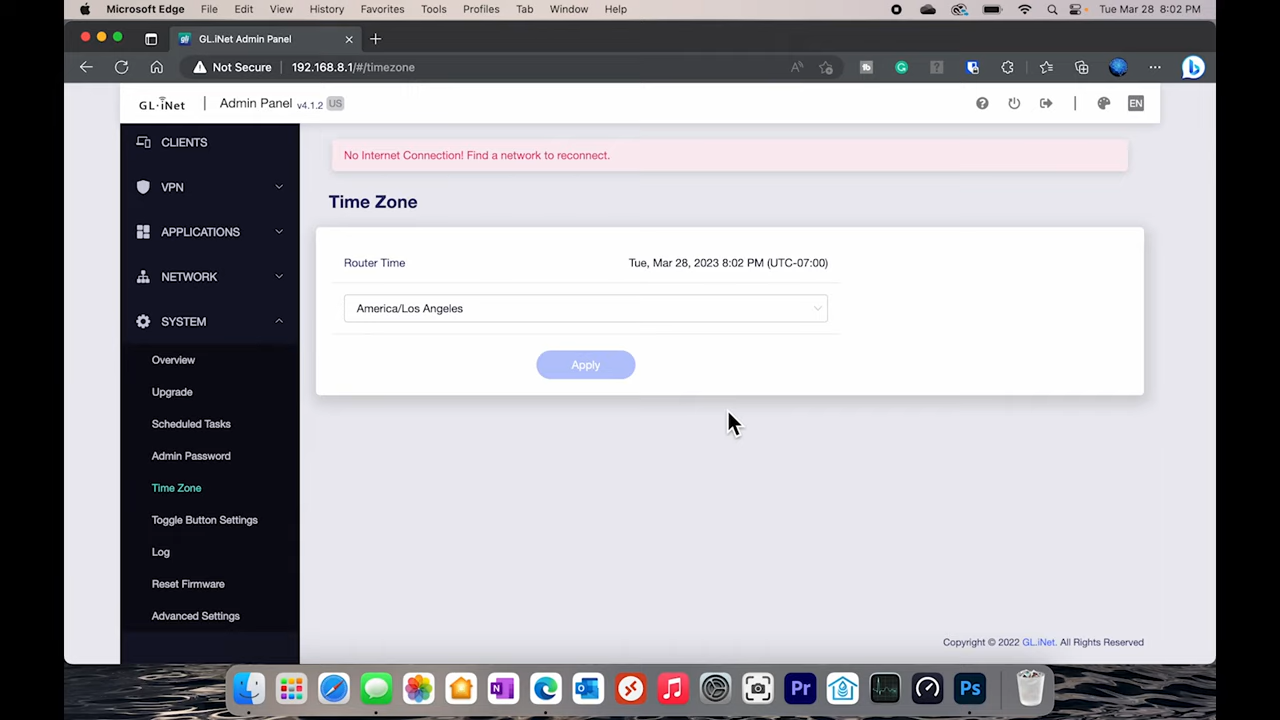 Microsoft Edge File Edit View History Favorites Tools Profiles Tab Window Help Tue Mar 28 8:02 PM
GL.iNet Admin Panel
Not Secure 192.168.8.1/#/timezone
GL·iNet Admin Panel v4.1.2 US EN
CLIENTS
No Internet Connection! Find a network to reconnect.
VPN
Time Zone
APPLICATIONS
Router Time Tue, Mar 28, 2023 8:02 PM (UTC-07:00)
NETWORK
America/Los Angeles
SYSTEM
Overview
Apply
Upgrade
Scheduled Tasks
Admin Password
Time Zone
Toggle Button Settings
Log
Reset Firmware
Advanced Settings
Copyright © 2022 GL.iNet. All Rights Reserved
Pr
Ps